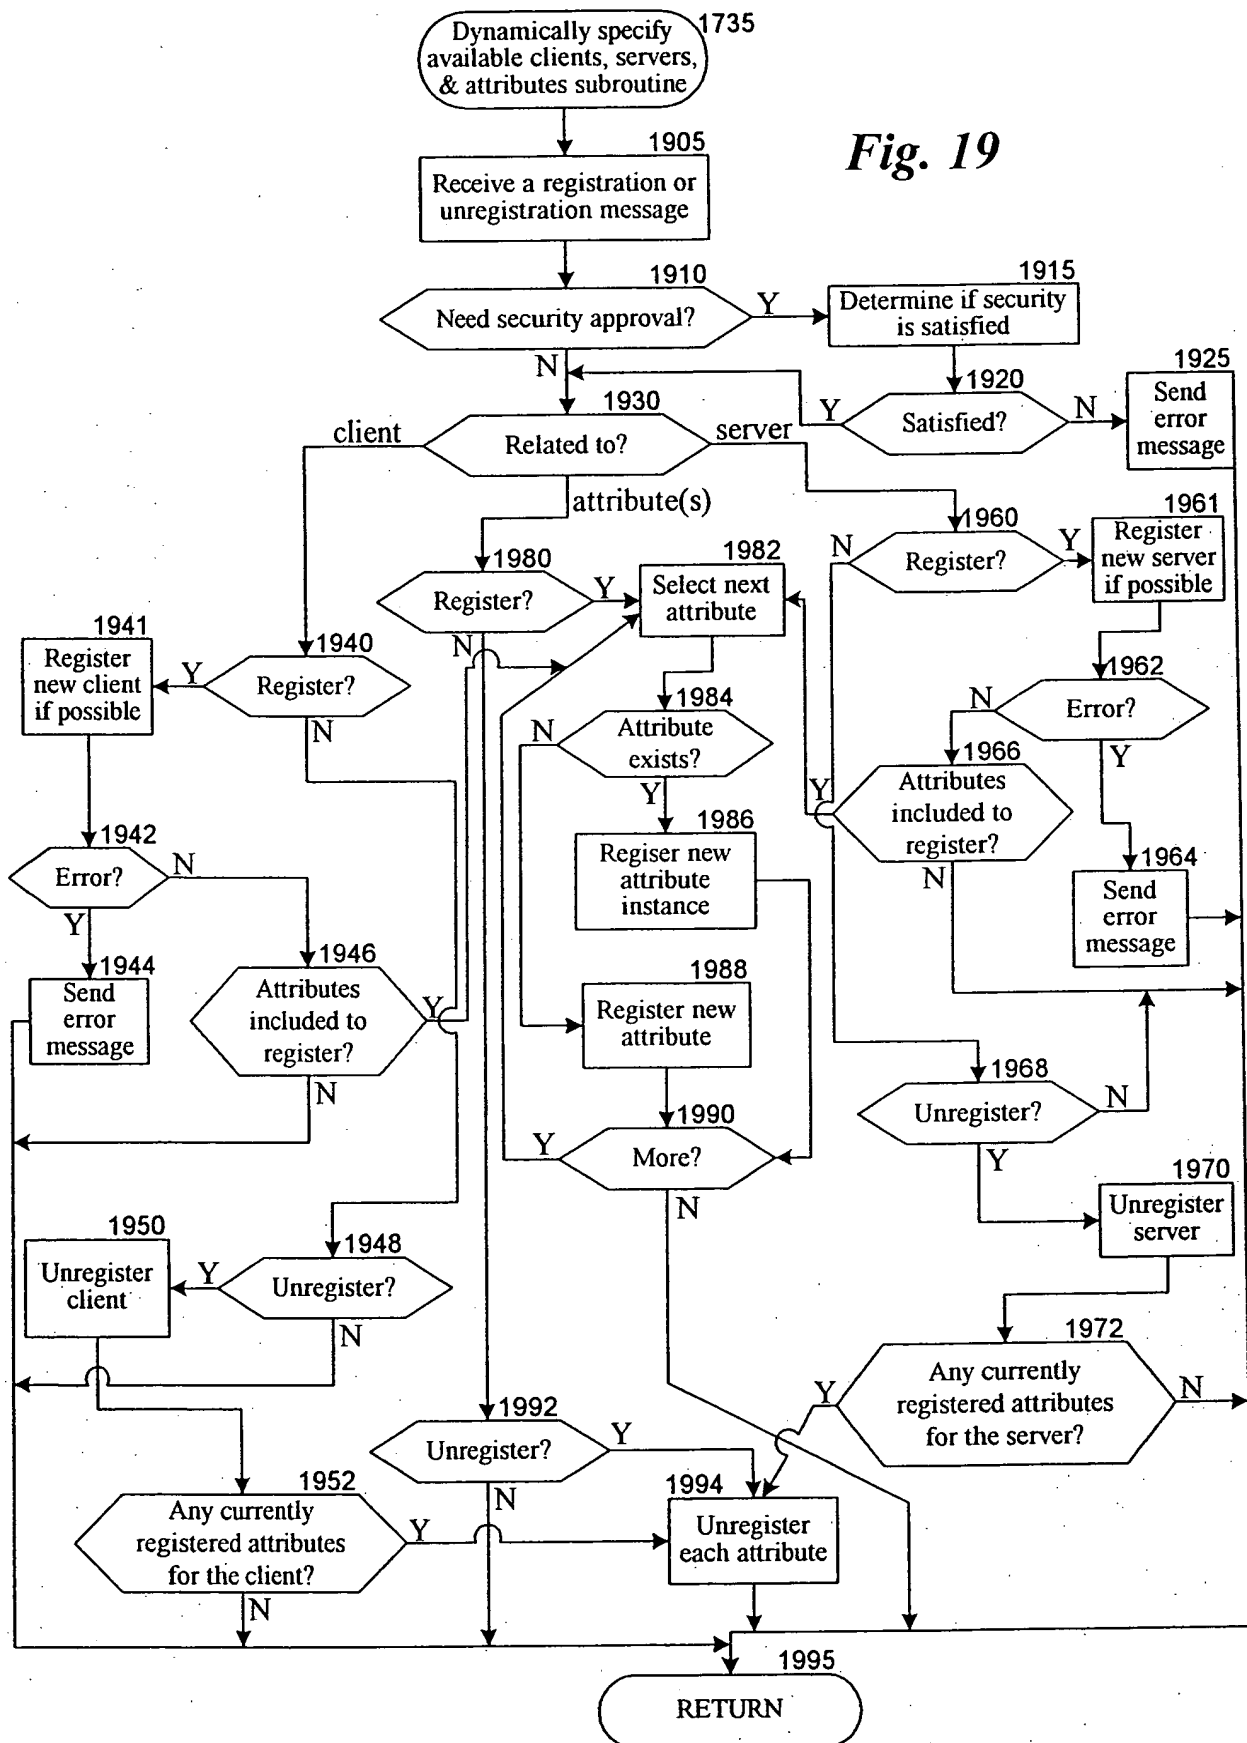 Dynamically specify
available clients, servers,
& attributes subroutine
1735
Fig. 19
1905
Receive a registration or
unregistration message
1910
Need security approval?
Y
N
1915
Determine if security
is satisfied
1920
Satisfied?
Y
N
1925
Send
error
message
1930
Related to?
client
server
attribute(s)
1960
Register?
N
Y
1961
Register
new server
if possible
1980
Register?
Y
N
1982
Select next
attribute
1941
Register
new client
if possible
1940
Register?
Y
N
1962
Error?
N
Y
1984
Attribute
exists?
N
Y
1966
Attributes
included to
register?
Y
N
1986
Regiser new
attribute
instance
1942
Error?
N
Y
1964
Send
error
message
1944
Send
error
message
1946
Attributes
included to
register?
Y
N
1988
Register new
attribute
1968
Unregister?
N
Y
1990
More?
Y
N
1970
Unregister
server
1950
Unregister
client
1948
Unregister?
Y
N
1972
Any currently
registered attributes
for the server?
Y
N
1992
Unregister?
Y
N
1952
Any currently
registered attributes
for the client?
Y
N
1994
Unregister
each attribute
1995
RETURN